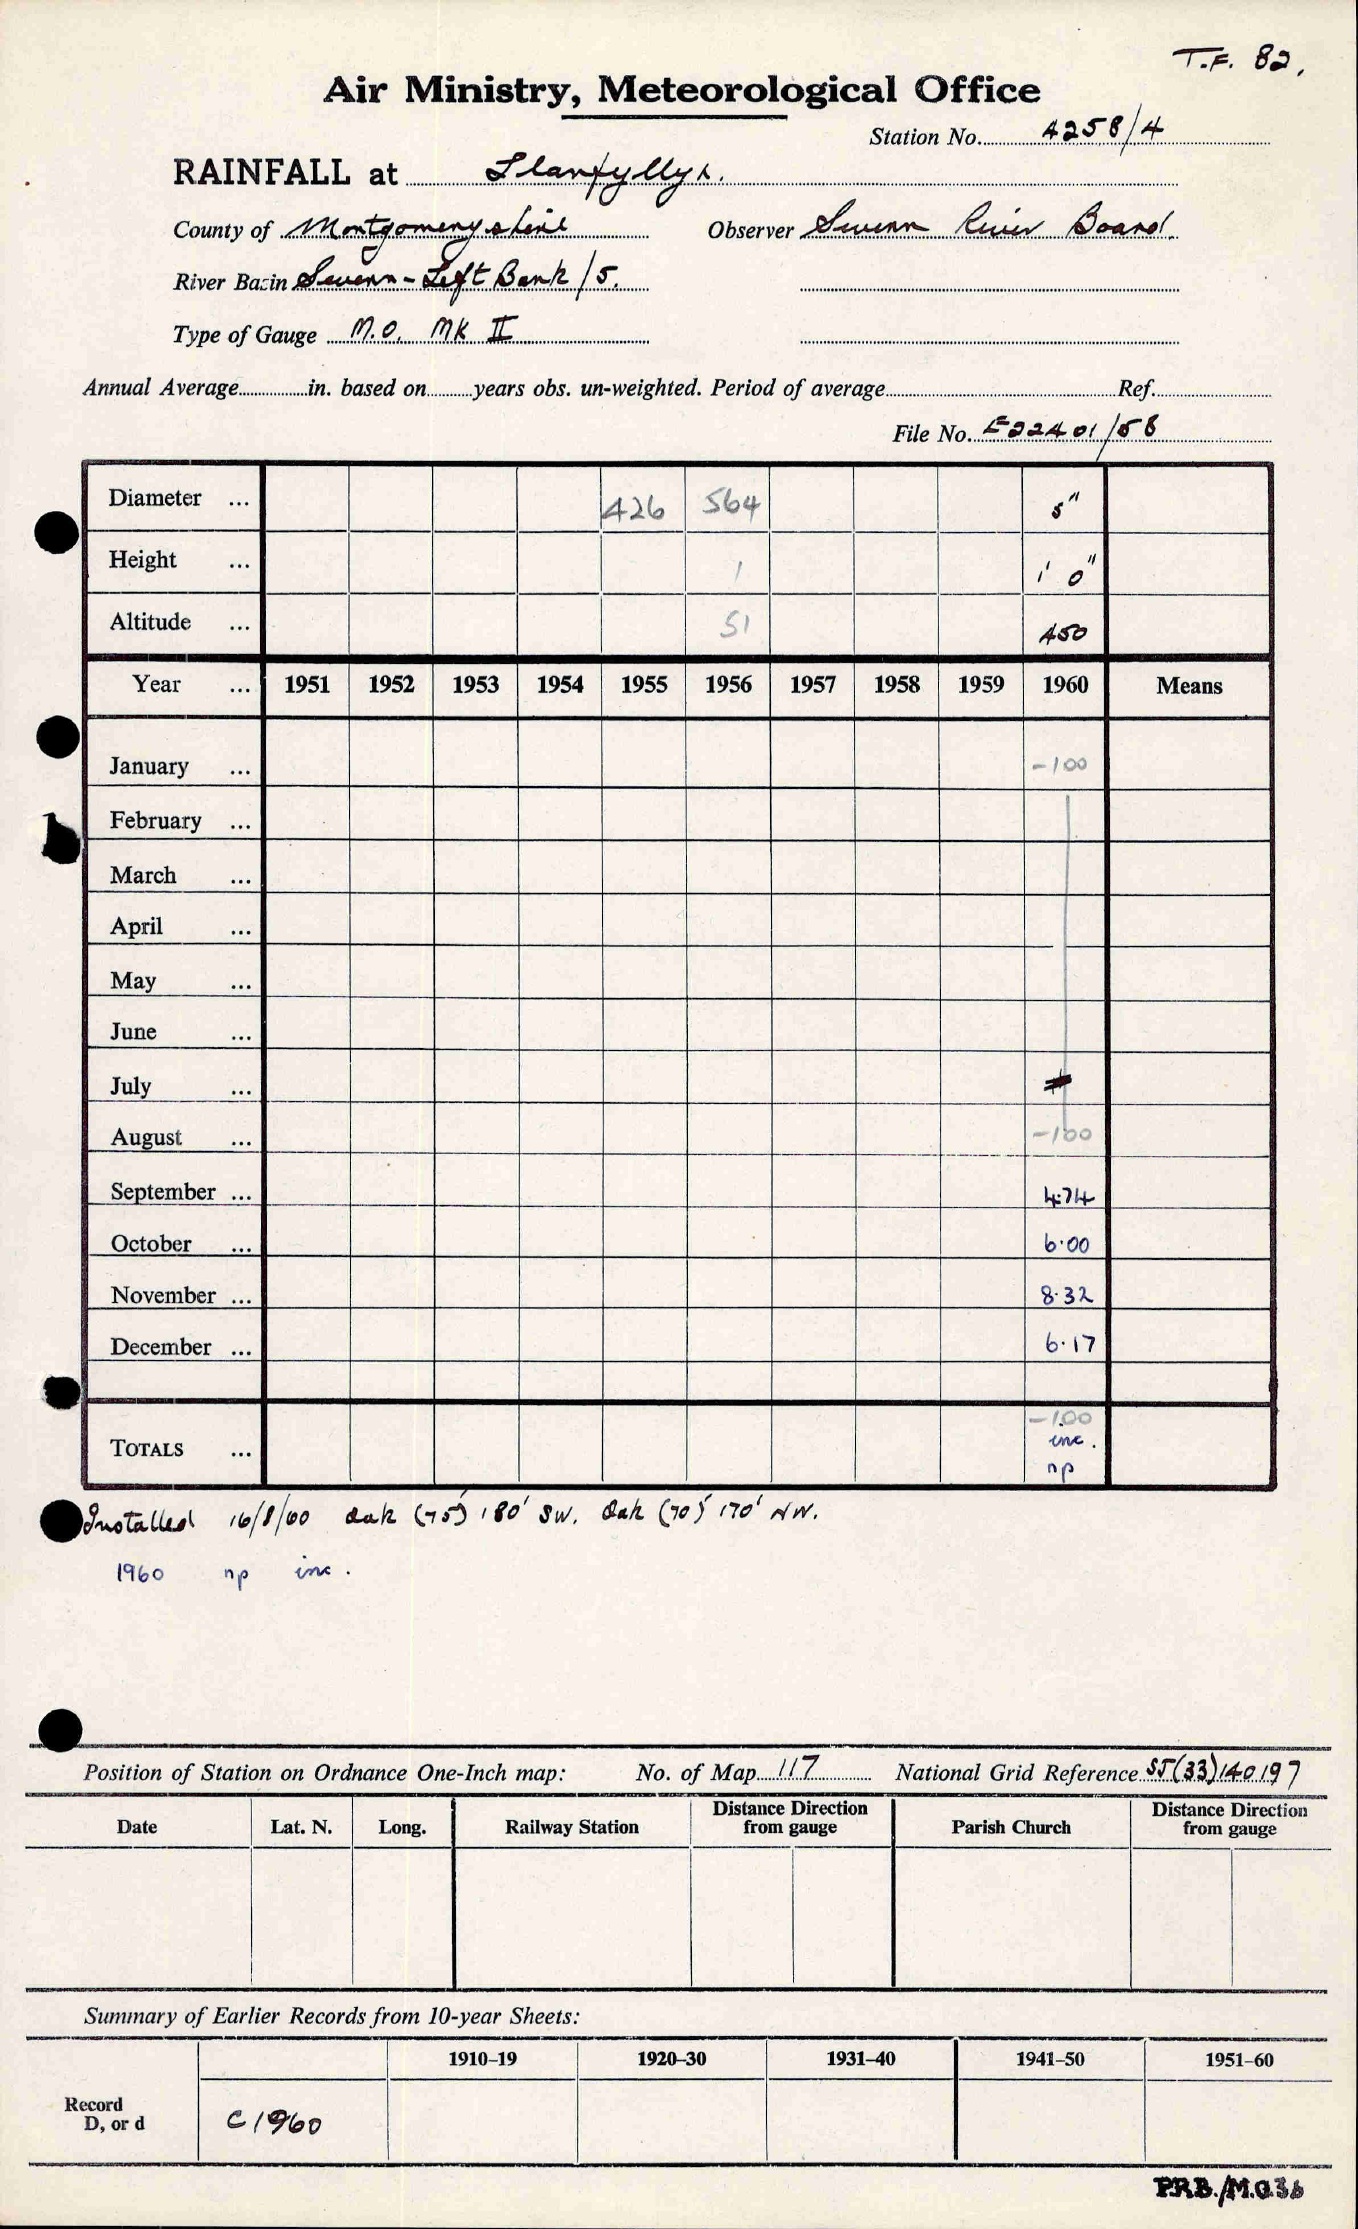 T.F. 82.
Air Ministry, Meteorological Office
Station No. 4258/4
RAINFALL at Llanfyllyn.
County of Montgomeryshire Observer Severn River Board.
River Basin Severn - Left Bank /5.
Type of Gauge M.O. MK II
Annual Average in. based on years obs. un-weighted. Period of average Ref.
File No. E22401/58
Diameter ... 426 564 5"
Height ... 1 1' 0"
Altitude ... 51 450
Year ... 1951 1952 1953 1954 1955 1956 1957 1958 1959 1960 Means
January ... -100
February ...
March ...
April ...
May ...
June ...
July ...
August ... -100
September ... 4.74
October ... 6.00
November ... 8.32
December ... 6.17
-100
TOTALS ... inc.
np
Installed 16/8/60 Oak (75') 180' SW. Oak (70') 170' NW.
1960 np inc.
Position of Station on Ordnance One-Inch map: No. of Map 117 National Grid Reference SJ(33)140197
Date Lat. N. Long. Railway Station Distance Direction from gauge Parish Church Distance Direction from gauge
Summary of Earlier Records from 10-year Sheets:
1910–19 1920–30 1931–40 1941–50 1951–60
Record
D, or d C1960
P.R.B./M.O.36